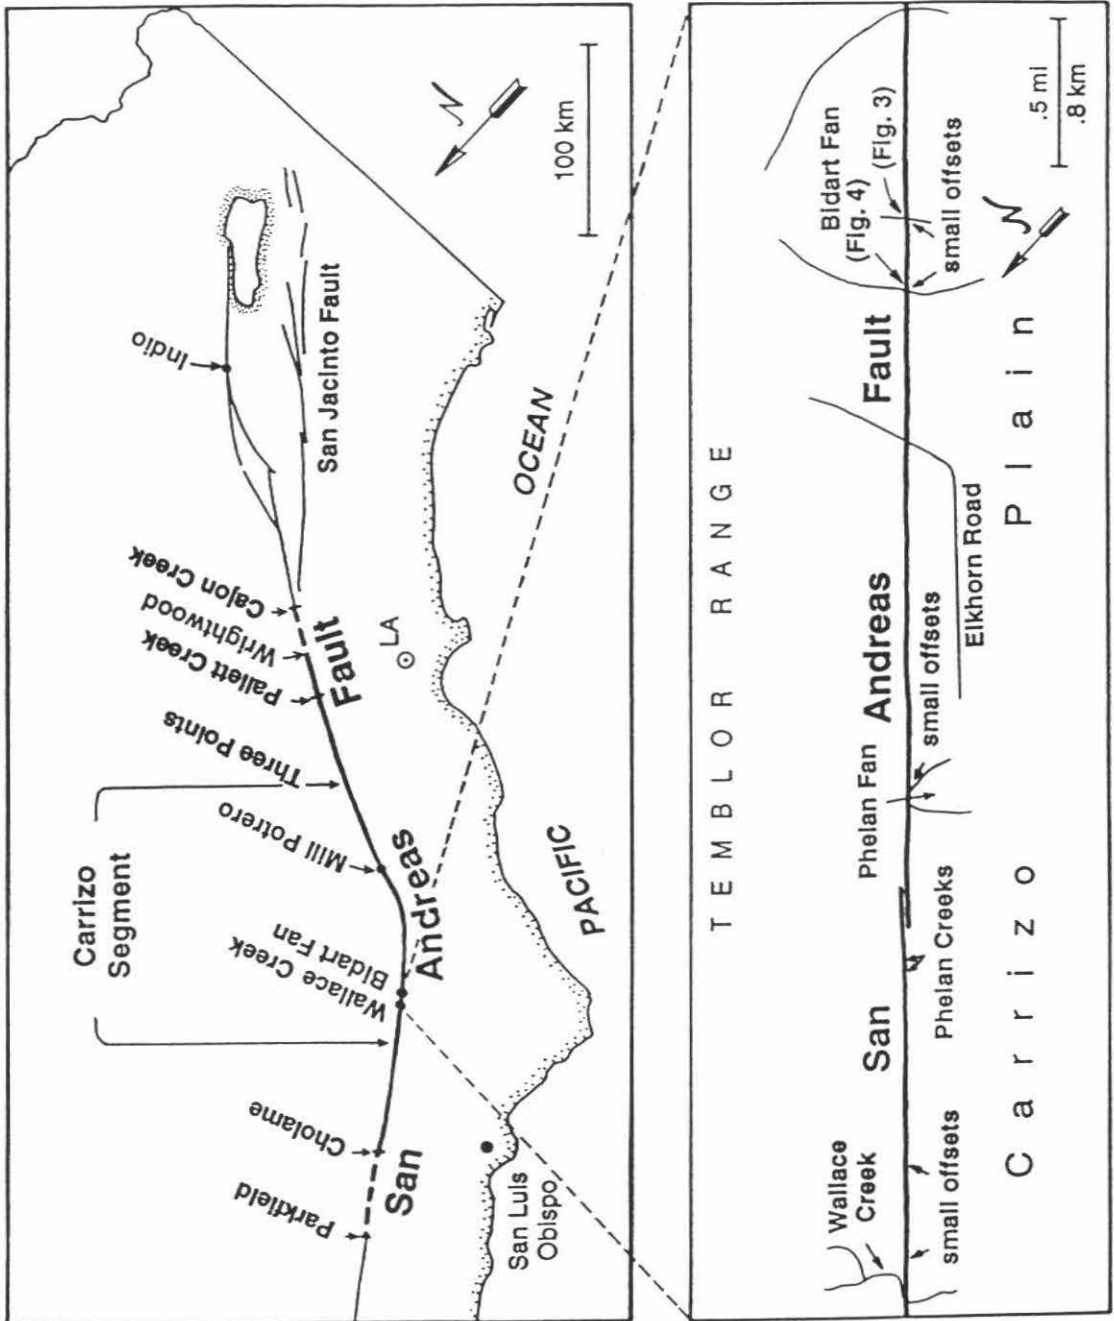 Parkfield
Cholame
Wallace Creek
Bidart Fan
Mill Potrero
Three Points
Pallett Creek
Wrightwood
Cajon Creek
Indio
Carrizo
Segment
San
Andreas
Fault
San Jacinto Fault
LA
San Luis
Obispo
PACIFIC
OCEAN
N
100 km
TEMBLOR RANGE
Wallace
Creek
small offsets
San
Phelan Creeks
Phelan Fan
small offsets
Andreas
Elkhorn Road
Fault
Bidart Fan
(Fig. 4)
(Fig. 3)
small offsets
N
.5 mi
.8 km
Carrizo Plain